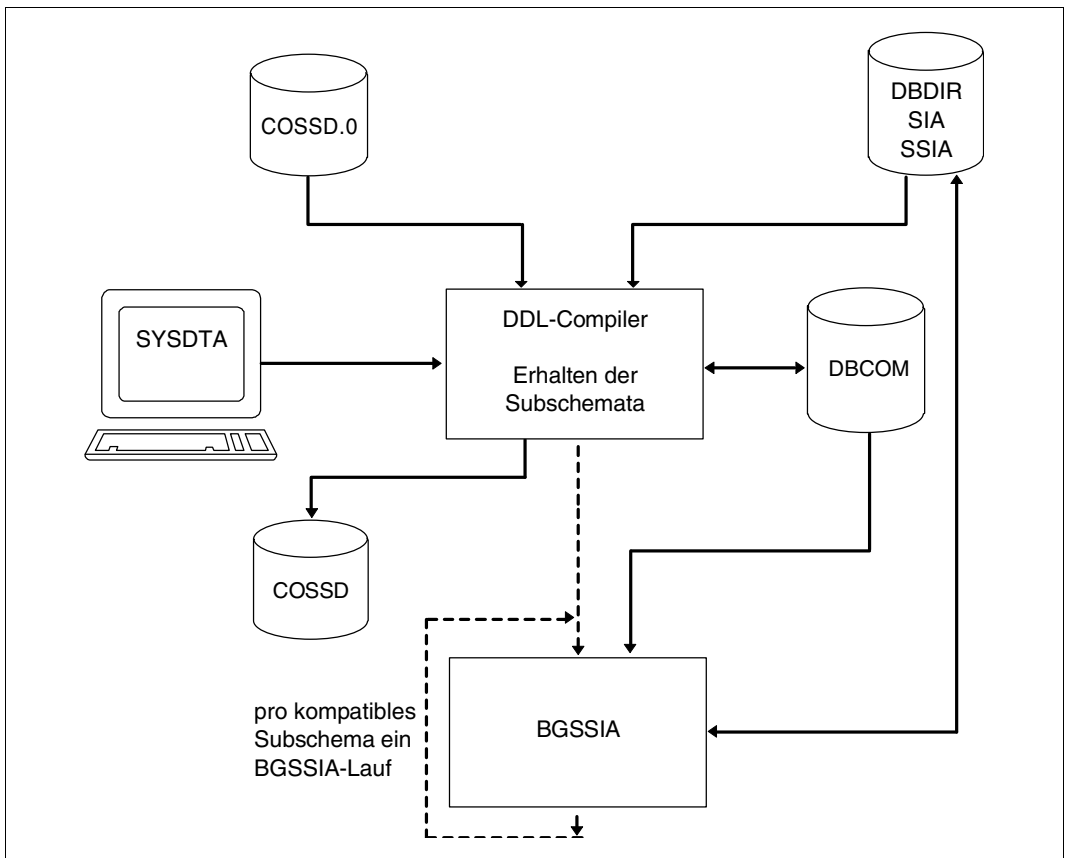 COSSD.0
DBDIR
SIA
SSIA
SYSDTA
DDL-Compiler
Erhalten der
Subschemata
DBCOM
COSSD
pro kompatibles
Subschema ein
BGSSIA-Lauf
BGSSIA